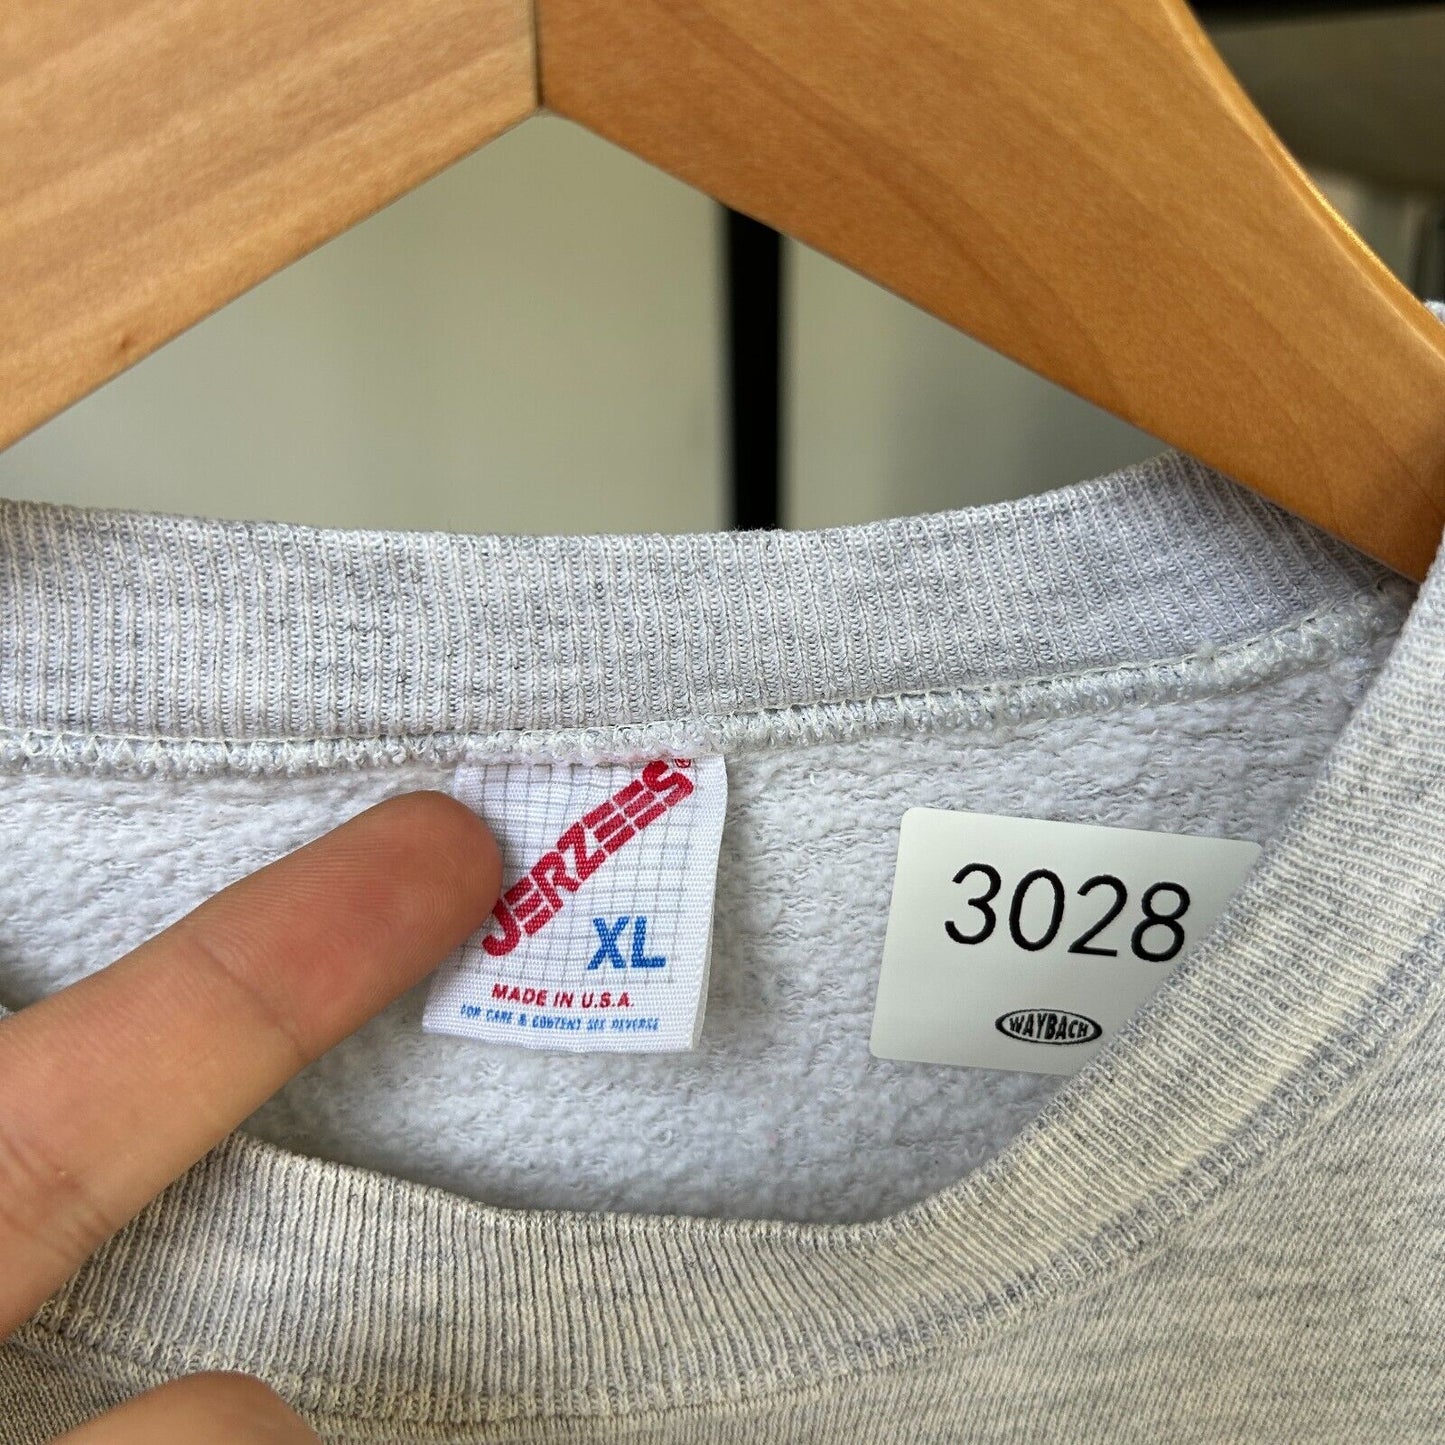 JERZEES®
XL
MADE IN U.S.A.
FOR CARE & CONTENT SEE REVERSE
3028
WAYBACH